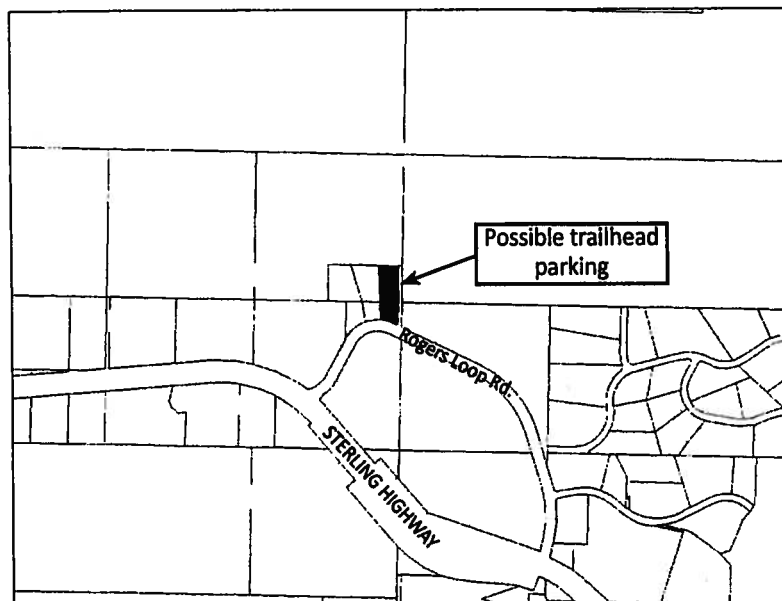 Possible trailhead
parking
Rogers Loop Rd.
STERLING HIGHWAY